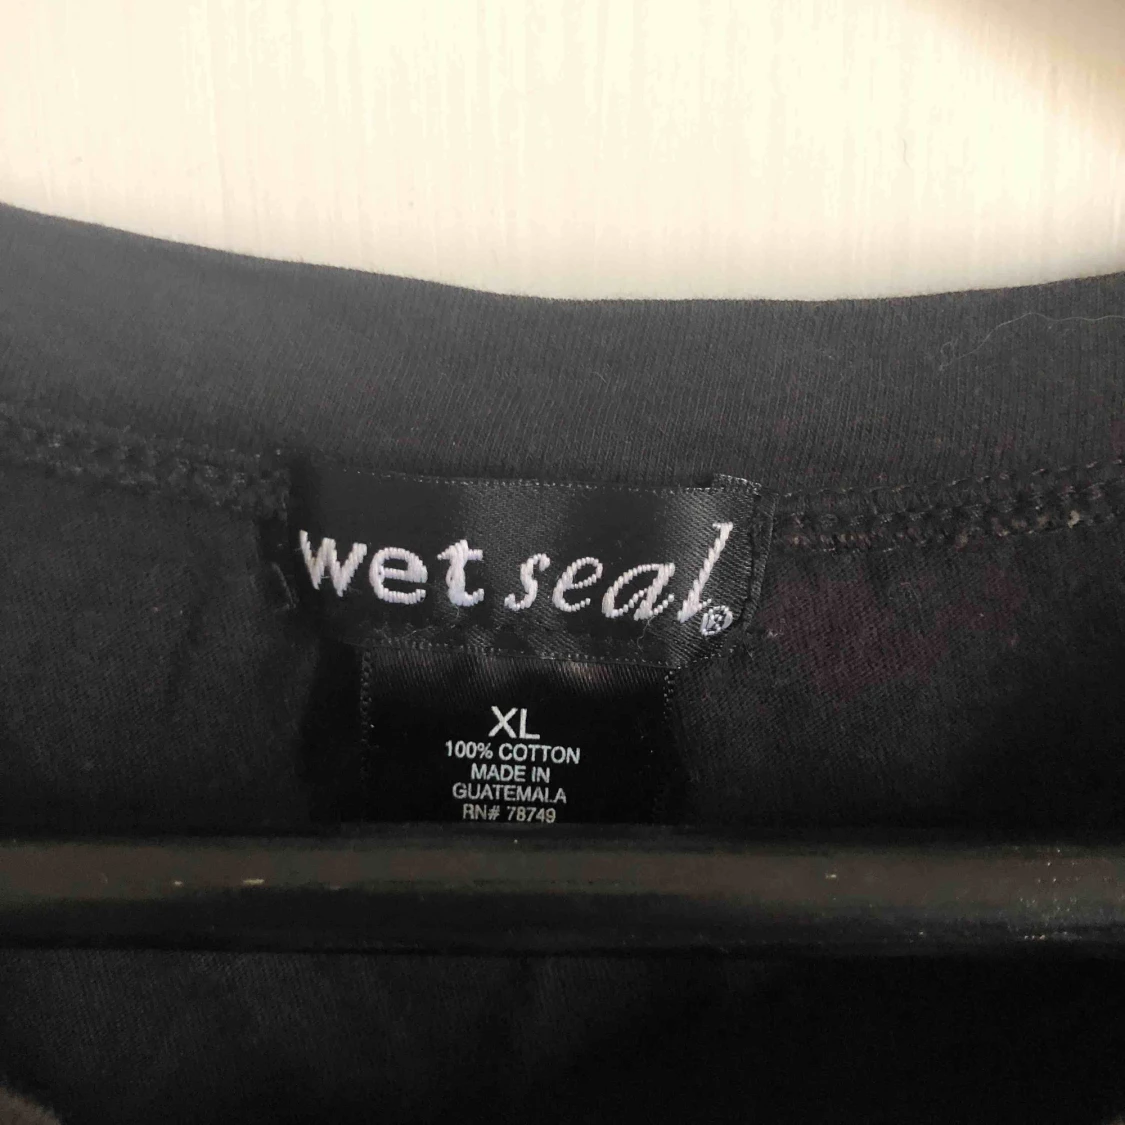 wet seal®
XL
100% COTTON
MADE IN
GUATEMALA
RN# 78749